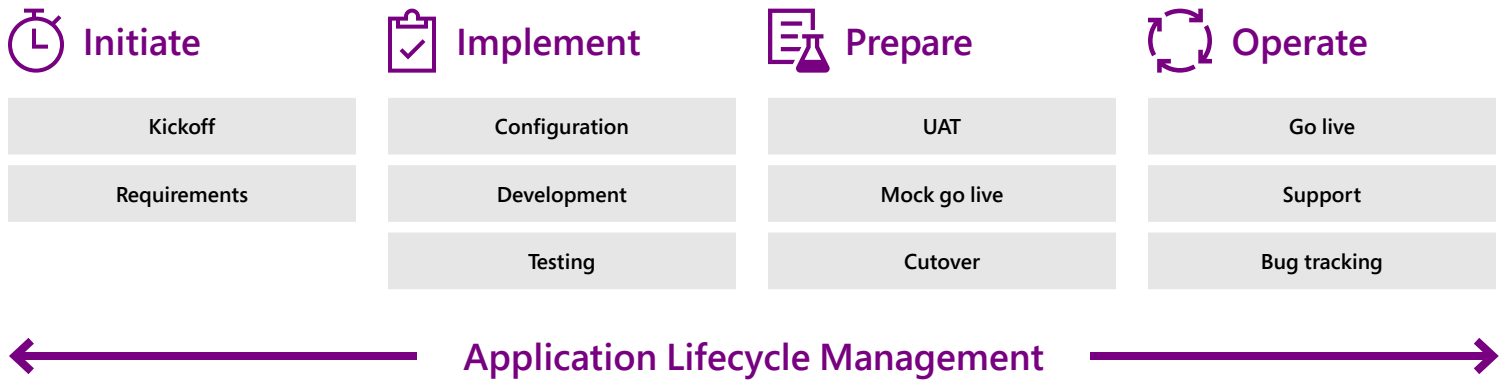 Initiate
Kickoff
Requirements
Implement
Configuration
Development
Testing
Prepare
UAT
Mock go live
Cutover
Operate
Go live
Support
Bug tracking
Application Lifecycle Management